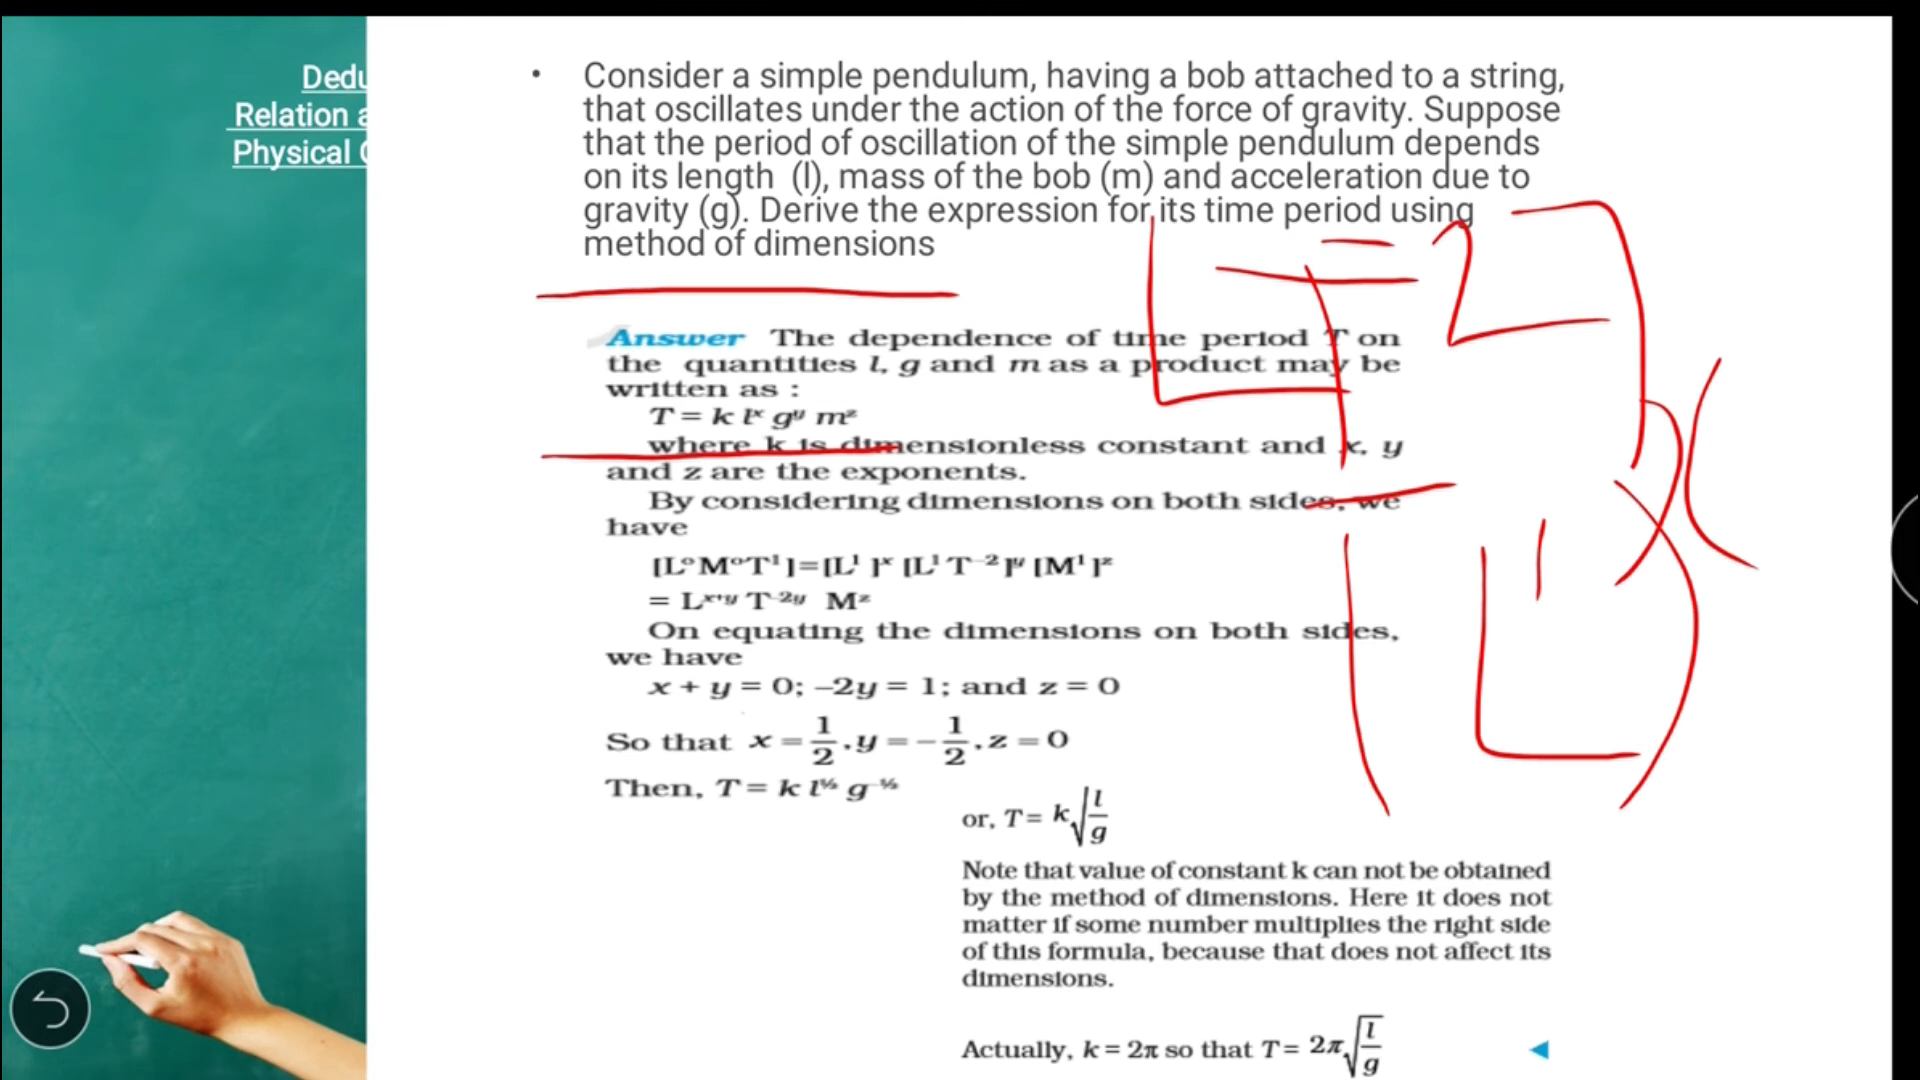 Dedu
Relation a
Physical
• Consider a simple pendulum, having a bob attached to a string,
that oscillates under the action of the force of gravity. Suppose
that the period of oscillation of the simple pendulum depends
on its length (l), mass of the bob (m) and acceleration due to
gravity (g). Derive the expression for its time period using
method of dimensions
Answer The dependence of time period T on
the quantities l, g and m as a product may be
written as :
T = k lˣ gʸ mᶻ
where k is dimensionless constant and x, y
and z are the exponents.
By considering dimensions on both sides, we
have
[L°M°T¹]=[L¹]ˣ [L¹T⁻²]ʸ [M¹]ᶻ
= Lˣ⁺ʸ T⁻²ʸ Mᶻ
On equating the dimensions on both sides,
we have
x + y = 0; –2y = 1; and z = 0
So that x = 1/2, y = -1/2, z = 0
Then, T = k l^½ g^-½
or, T = k√(l/g)
Note that value of constant k can not be obtained
by the method of dimensions. Here it does not
matter if some number multiplies the right side
of this formula, because that does not affect its
dimensions.
Actually, k = 2π so that T = 2π√(l/g)